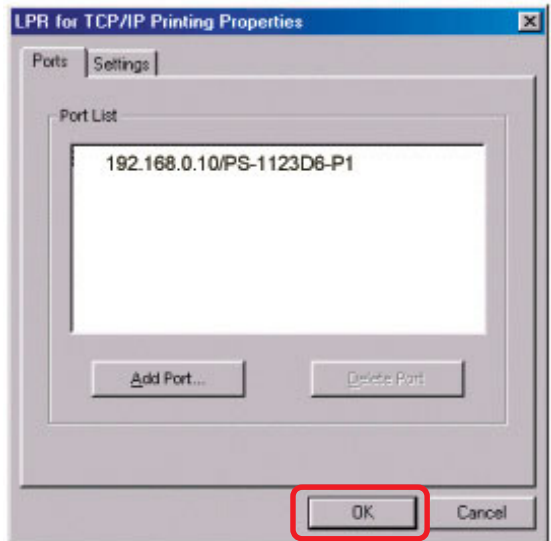 LPR for TCP/IP Printing Properties
Ports Settings
Port List
192.168.0.10/PS-1123D6-P1
Add Port... Delete Port
OK Cancel